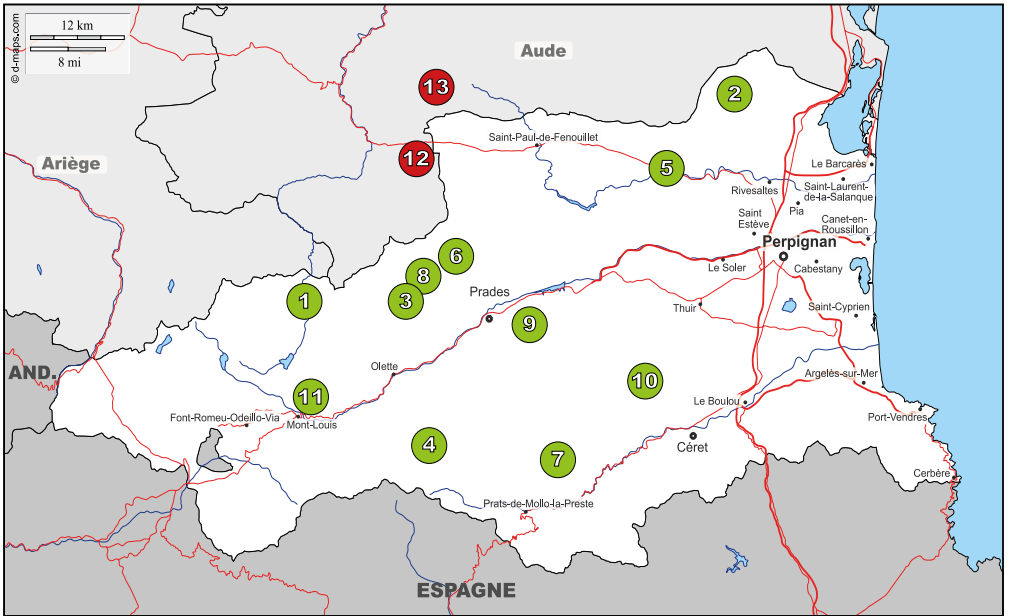 12 km
8 mi
© d-maps.com
Aude
13
2
Saint-Paul-de-Fenouillet
12
Ariège
5
Le Barcarès
Rivesaltes
Saint-Laurent-
de-la-Salanque
Pia
Saint
Estève
Canet-en-
Roussillon
Perpignan
6
Le Soler
Cabestany
8
1
3
Prades
Thuir
Saint-Cyprien
9
AND.
Olette
10
Argelès-sur-Mer
11
Le Boulou
Font-Romeu-Odeillo-Via
Mont-Louis
Port-Vendres
4
Céret
7
Cerbère
Prats-de-Mollo-la-Preste
ESPAGNE